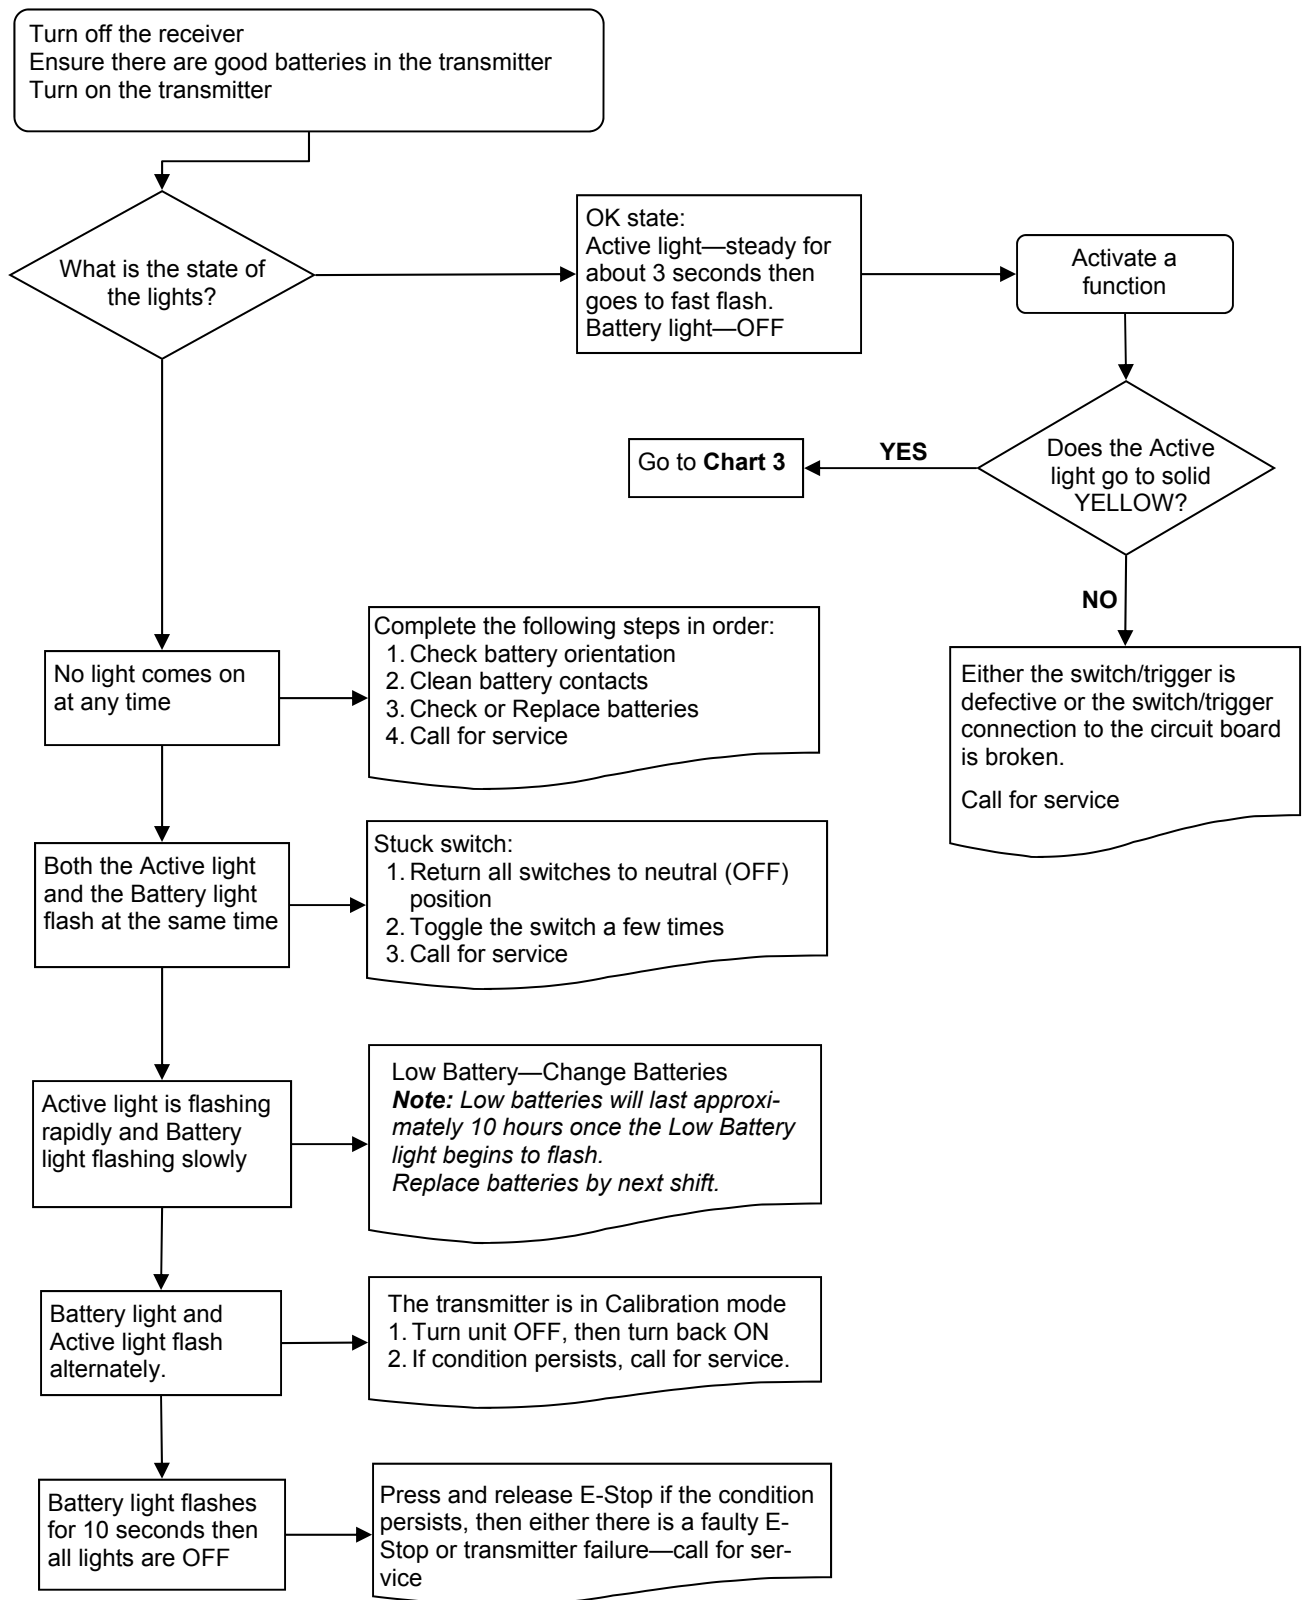 Turn off the receiver
Ensure there are good batteries in the transmitter
Turn on the transmitter
What is the state of
the lights?
OK state:
Active light—steady for
about 3 seconds then
goes to fast flash.
Battery light—OFF
Activate a
function
Does the Active
light go to solid
YELLOW?
YES
Go to Chart 3
NO
Either the switch/trigger is
defective or the switch/trigger
connection to the circuit board
is broken.
Call for service
No light comes on
at any time
Complete the following steps in order:
1. Check battery orientation
2. Clean battery contacts
3. Check or Replace batteries
4. Call for service
Both the Active light
and the Battery light
flash at the same time
Stuck switch:
1. Return all switches to neutral (OFF)
position
2. Toggle the switch a few times
3. Call for service
Active light is flashing
rapidly and Battery
light flashing slowly
Low Battery—Change Batteries
Note: Low batteries will last approxi-
mately 10 hours once the Low Battery
light begins to flash.
Replace batteries by next shift.
Battery light and
Active light flash
alternately.
The transmitter is in Calibration mode
1. Turn unit OFF, then turn back ON
2. If condition persists, call for service.
Battery light flashes
for 10 seconds then
all lights are OFF
Press and release E-Stop if the condition
persists, then either there is a faulty E-
Stop or transmitter failure—call for ser-
vice